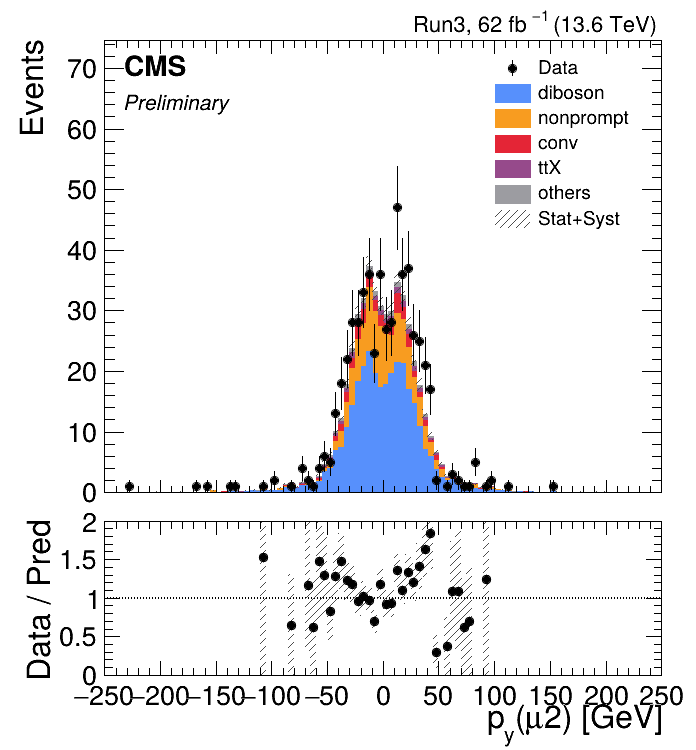 Run3, 62 fb⁻¹ (13.6 TeV)
CMS
Preliminary
Events
70
60
50
40
30
20
10
0
Data
diboson
nonprompt
conv
ttX
others
Stat+Syst
Data / Pred
2
1.5
1
0.5
0
−250 −200 −150 −100 −50 0 50 100 150 200 250
p_y(μ2) [GeV]